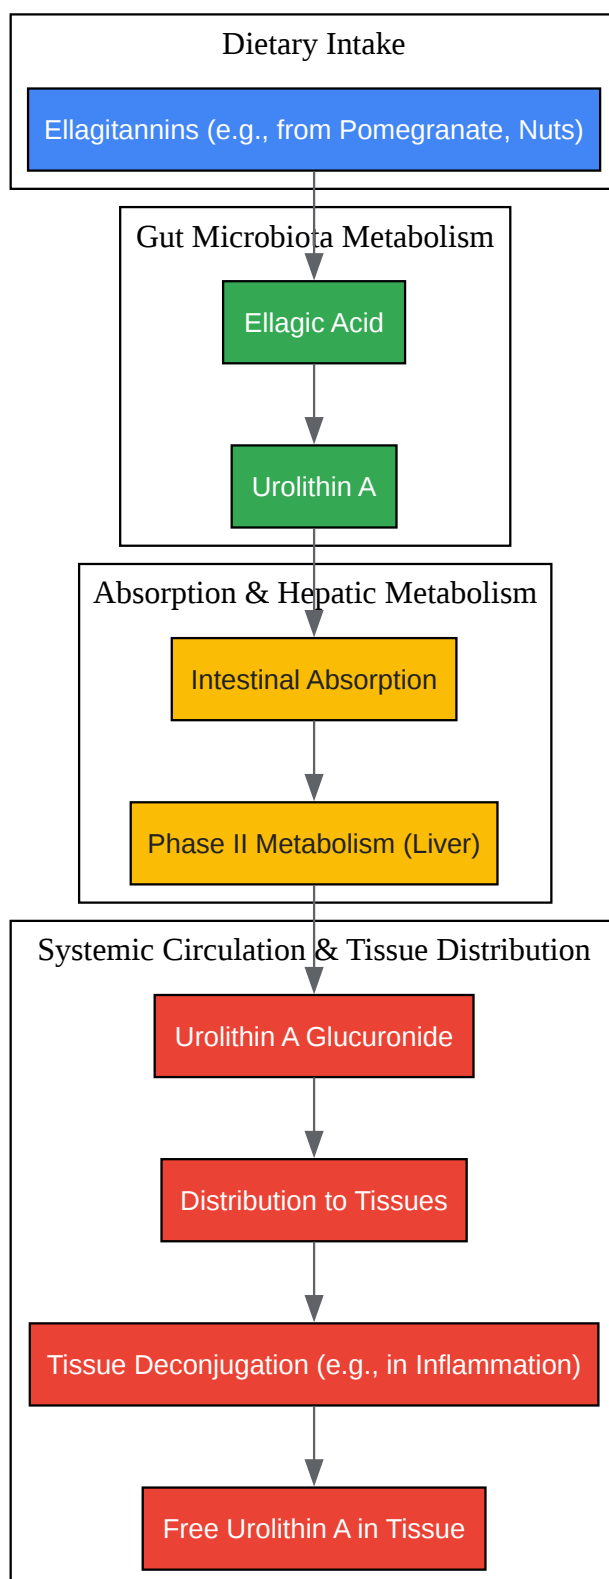 Dietary Intake
Ellagitannins (e.g., from Pomegranate, Nuts)
Gut Microbiota Metabolism
Ellagic Acid
Urolithin A
Absorption & Hepatic Metabolism
Intestinal Absorption
Phase II Metabolism (Liver)
Systemic Circulation & Tissue Distribution
Urolithin A Glucuronide
Distribution to Tissues
Tissue Deconjugation (e.g., in Inflammation)
Free Urolithin A in Tissue